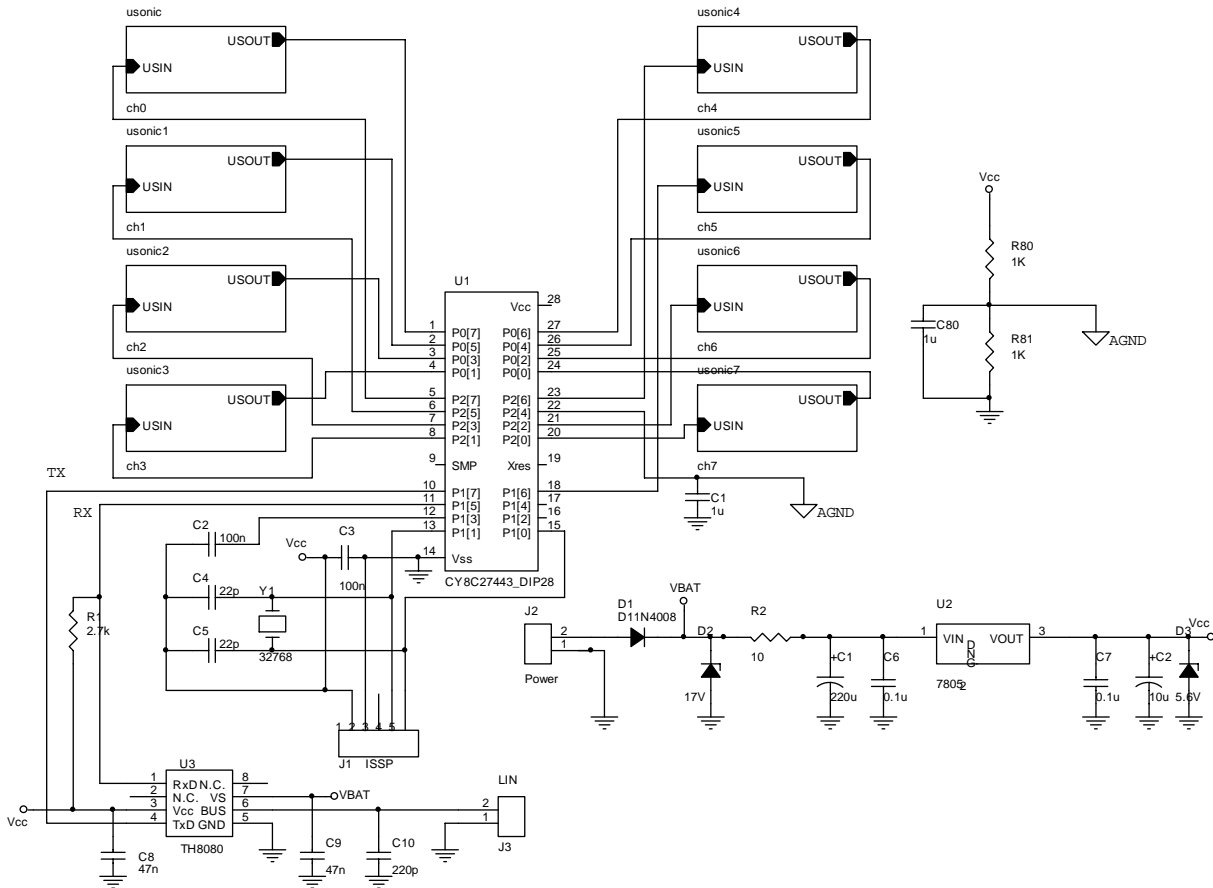 usonic
USOUT
USIN
ch0
usonic1
USOUT
USIN
ch1
usonic2
USOUT
USIN
ch2
usonic3
USOUT
USIN
ch3
usonic4
USOUT
USIN
ch4
usonic5
USOUT
USIN
ch5
usonic6
USOUT
USIN
ch6
usonic7
USOUT
USIN
ch7
U1
Vcc 28
1 P0[7] P0[6] 27
2 P0[5] P0[4] 26
3 P0[3] P0[2] 25
4 P0[1] P0[0] 24
5 P2[7] P2[6] 23
6 P2[5] P2[4] 22
7 P2[3] P2[2] 21
8 P2[1] P2[0] 20
9 SMP Xres 19
10 P1[7] P1[6] 18
11 P1[5] P1[4] 17
12 P1[3] P1[2] 16
13 P1[1] P1[0] 15
14 Vss
CY8C27443_DIP28
Vcc
R80
1K
C80
1u
R81
1K
AGND
C1
1u
AGND
TX
RX
C2
100n
Vcc
C3
100n
C4
22p
Y1
32768
C5
22p
R1
2.7k
1 2 3 4 5
J1 ISSP
J2
2
1
Power
D1
D11N4008
VBAT
D2
17V
R2
10
+C1
220u
C6
0.1u
U2
1 VIN VOUT 3
GND
2
7805
C7
0.1u
+C2
10u
D3
5.6V
Vcc
U3
1 RxD N.C. 8
2 N.C. VS 7
3 Vcc BUS 6
4 TxD GND 5
TH8080
Vcc
C8
47n
VBAT
C9
47n
C10
220p
LIN
2
1
J3